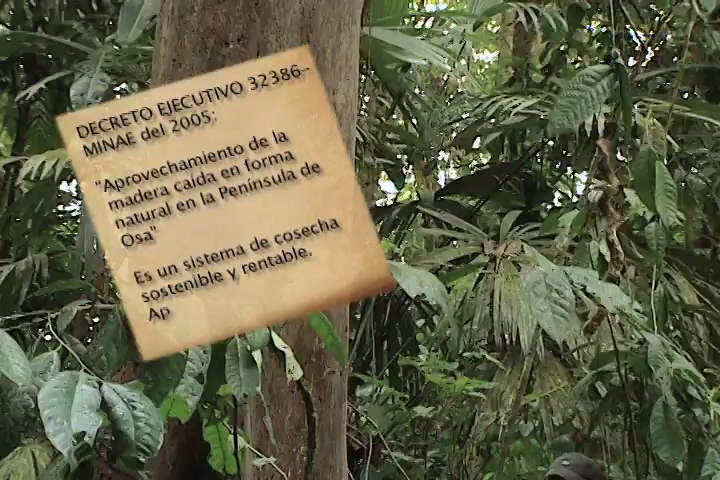 DECRETO EJECUTIVO 32386-
MINAE del 2005:
"Aprovechamiento de la
madera caída en forma
natural en la Península de
Osa"
Es un sistema de cosecha
sostenible y rentable.
Ap